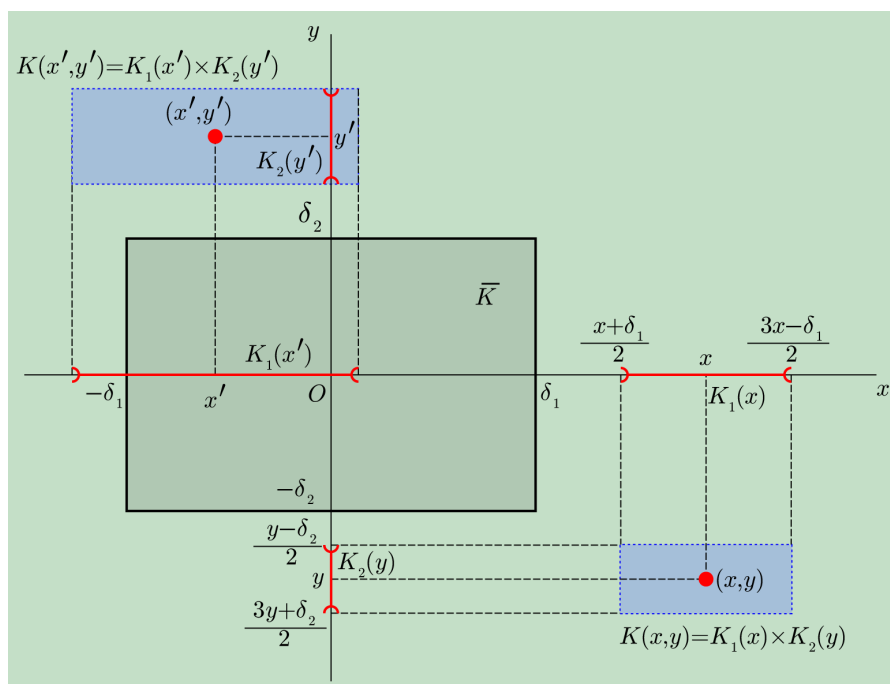 y
K(x′,y′)=K₁(x′)×K₂(y′)
(x′,y′)
y′
K₂(y′)
δ₂
K̅
K₁(x′)
(x+δ₁)/2
x
(3x−δ₁)/2
−δ₁
x′
O
δ₁
K₁(x)
x
−δ₂
(y−δ₂)/2
K₂(y)
y
(x,y)
(3y+δ₂)/2
K(x,y)=K₁(x)×K₂(y)